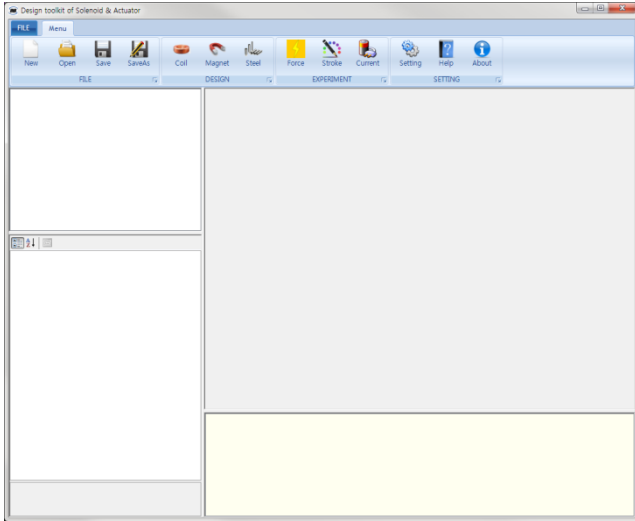 Design toolkit of Solenoid & Actuator
FILE Menu
New Open Save SaveAs Coil Magnet Steel Force Stroke Current Setting Help About
FILE DESIGN EXPERIMENT SETTING